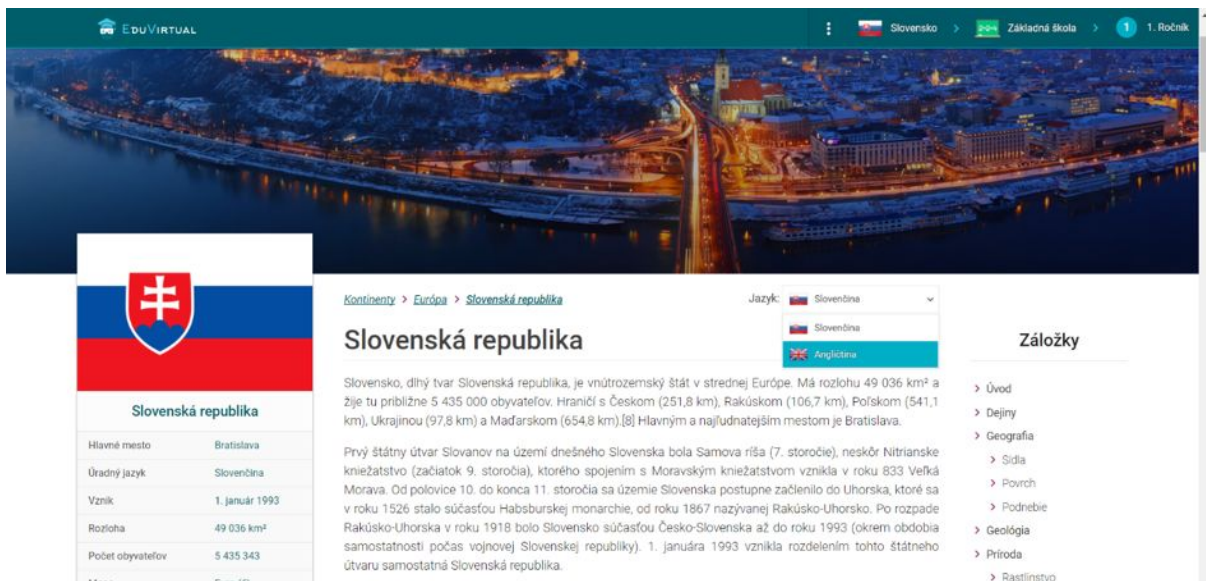 EDUVIRTUAL
Slovensko > Základná škola > 1 1. Ročník
Kontinenty > Európa > Slovenská republika
Jazyk: Slovenčina
Slovenčina
Angličtina
Slovenská republika
Slovensko, dlhý tvar Slovenská republika, je vnútrozemský štát v strednej Európe. Má rozlohu 49 036 km² a
žije tu približne 5 435 000 obyvateľov. Hraničí s Českom (251,8 km), Rakúskom (106,7 km), Poľskom (541,1
km), Ukrajinou (97,8 km) a Maďarskom (654,8 km).[8] Hlavným a najľudnatejším mestom je Bratislava.
Prvý štátny útvar Slovanov na území dnešného Slovenska bola Samova ríša (7. storočie), neskôr Nitrianske
kniežatstvo (začiatok 9. storočia), ktorého spojením s Moravským kniežatstvom vznikla v roku 833 Veľká
Morava. Od polovice 10. do konca 11. storočia sa územie Slovenska postupne začlenilo do Uhorska, ktoré sa
v roku 1526 stalo súčasťou Habsburskej monarchie, od roku 1867 nazývanej Rakúsko-Uhorsko. Po rozpade
Rakúsko-Uhorska v roku 1918 bolo Slovensko súčasťou Česko-Slovenska až do roku 1993 (okrem obdobia
samostatnosti počas vojnovej Slovenskej republiky). 1. januára 1993 vznikla rozdelením tohto štátneho
útvaru samostatná Slovenská republika.
Slovenská republika
Hlavné mesto Bratislava
Úradný jazyk Slovenčina
Vznik 1. január 1993
Rozloha 49 036 km²
Počet obyvateľov 5 435 343
Záložky
> Úvod
> Dejiny
> Geografia
> Sídla
> Povrch
> Podnebie
> Geológia
> Príroda
> Rastlinstvo